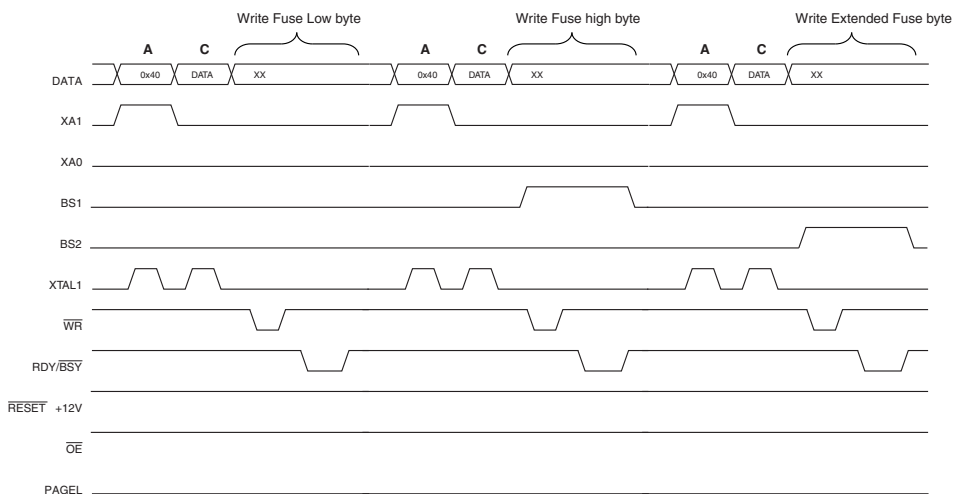 Write Fuse Low byte Write Fuse high byte Write Extended Fuse byte
A C A C A C
DATA 0x40 DATA XX 0x40 DATA XX 0x40 DATA XX
XA1
XA0
BS1
BS2
XTAL1
WR
RDY/BSY
RESET +12V
OE
PAGEL